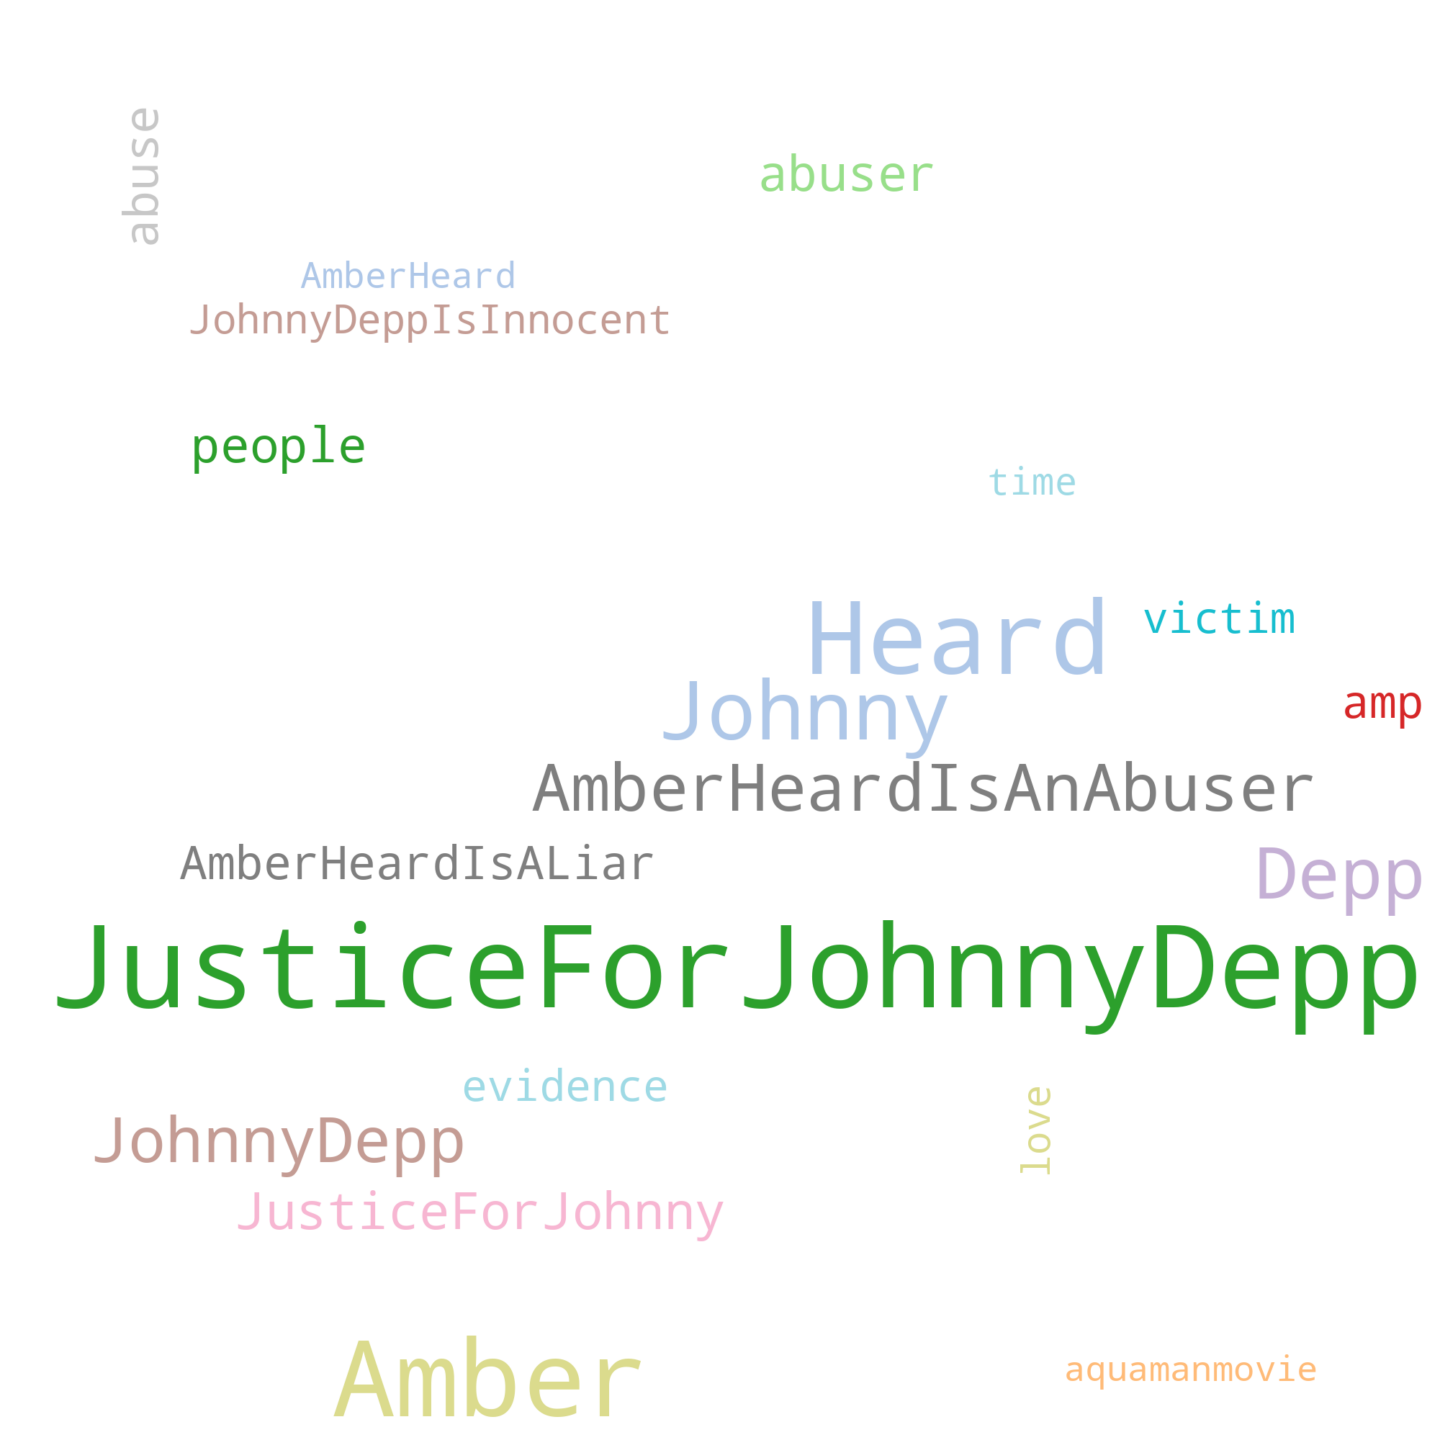 abuse
abuser
AmberHeard
JohnnyDeppIsInnocent
people
time
Heard
victim
Johnny
amp
AmberHeardIsAnAbuser
AmberHeardIsALiar
Depp
JusticeForJohnnyDepp
evidence
love
JohnnyDepp
JusticeForJohnny
Amber
aquamanmovie